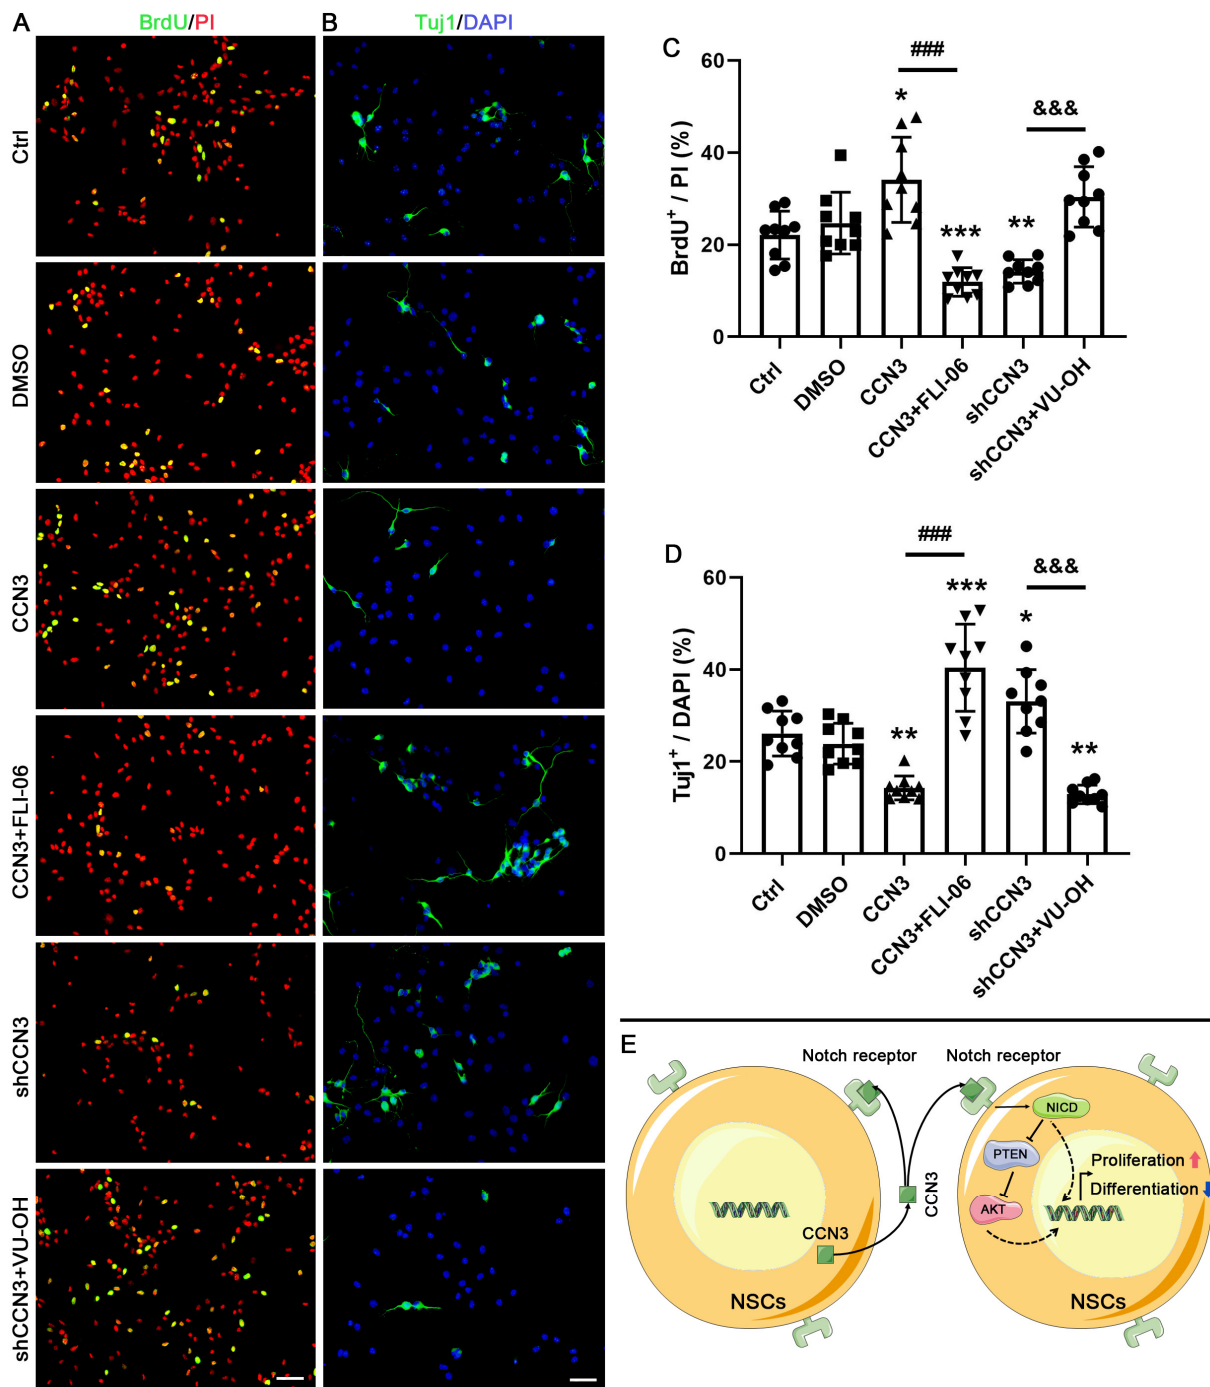 A
BrdU/PI
B
Tuj1/DAPI
Ctrl
DMSO
CCN3
CCN3+FLI-06
shCCN3
shCCN3+VU-OH
C
BrdU⁺ / PI (%)
60
40
20
0
###
*
&&&
***
**
Ctrl
DMSO
CCN3
CCN3+FLI-06
shCCN3
shCCN3+VU-OH
D
Tuj1⁺ / DAPI (%)
60
40
20
0
###
&&&
***
*
**
**
Ctrl
DMSO
CCN3
CCN3+FLI-06
shCCN3
shCCN3+VU-OH
E
Notch receptor
Notch receptor
NICD
PTEN
Proliferation
Differentiation
AKT
CCN3
CCN3
NSCs
NSCs